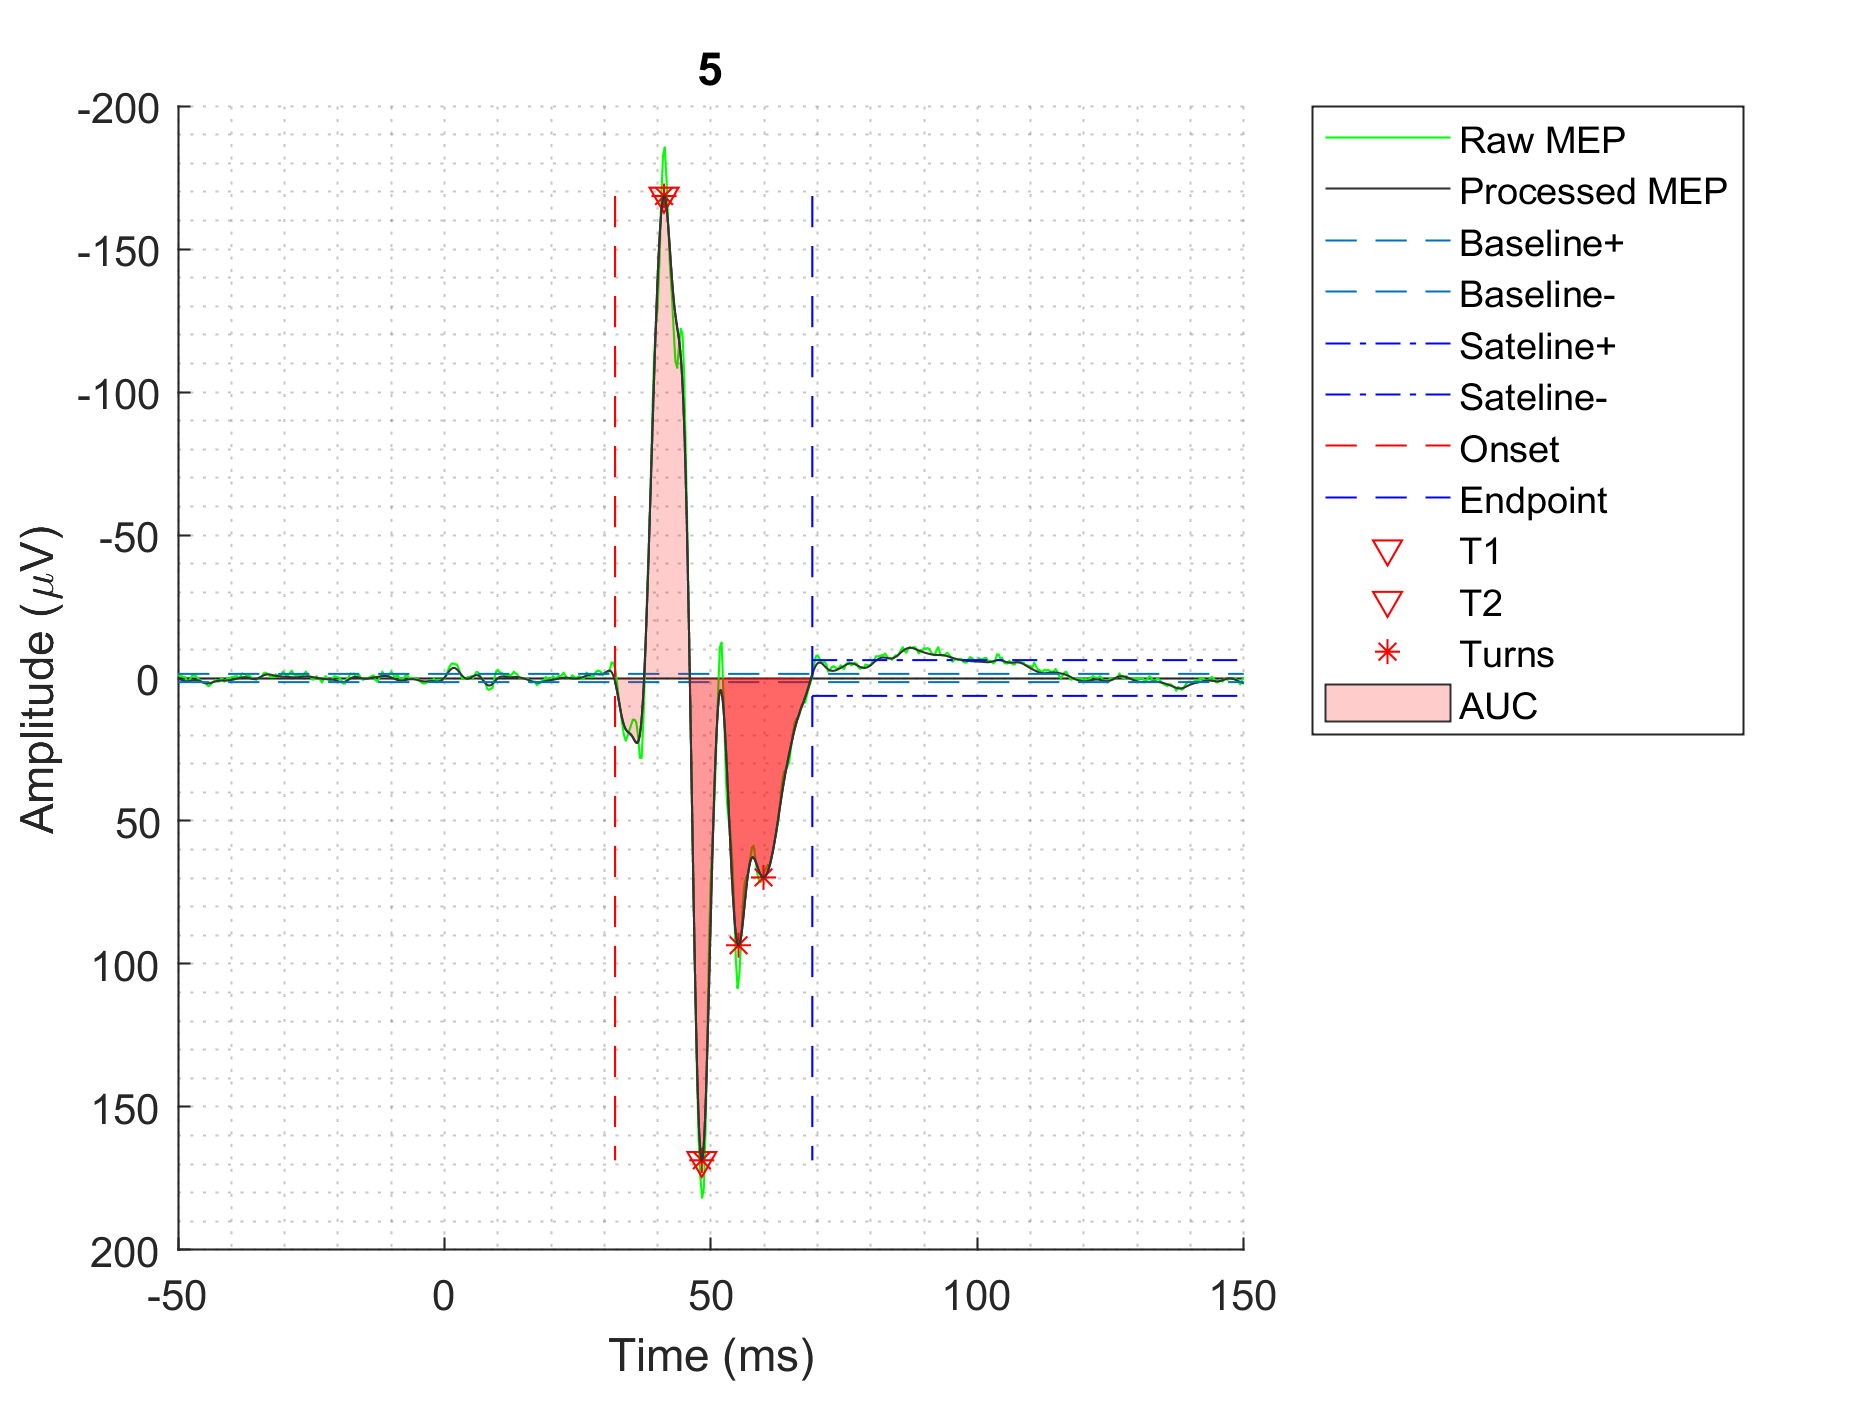 5
-200
-150
-100
-50
0
50
100
150
200
-50 0 50 100 150
Amplitude (μV)
Time (ms)
Raw MEP
Processed MEP
Baseline+
Baseline-
Sateline+
Sateline-
Onset
Endpoint
T1
T2
Turns
AUC